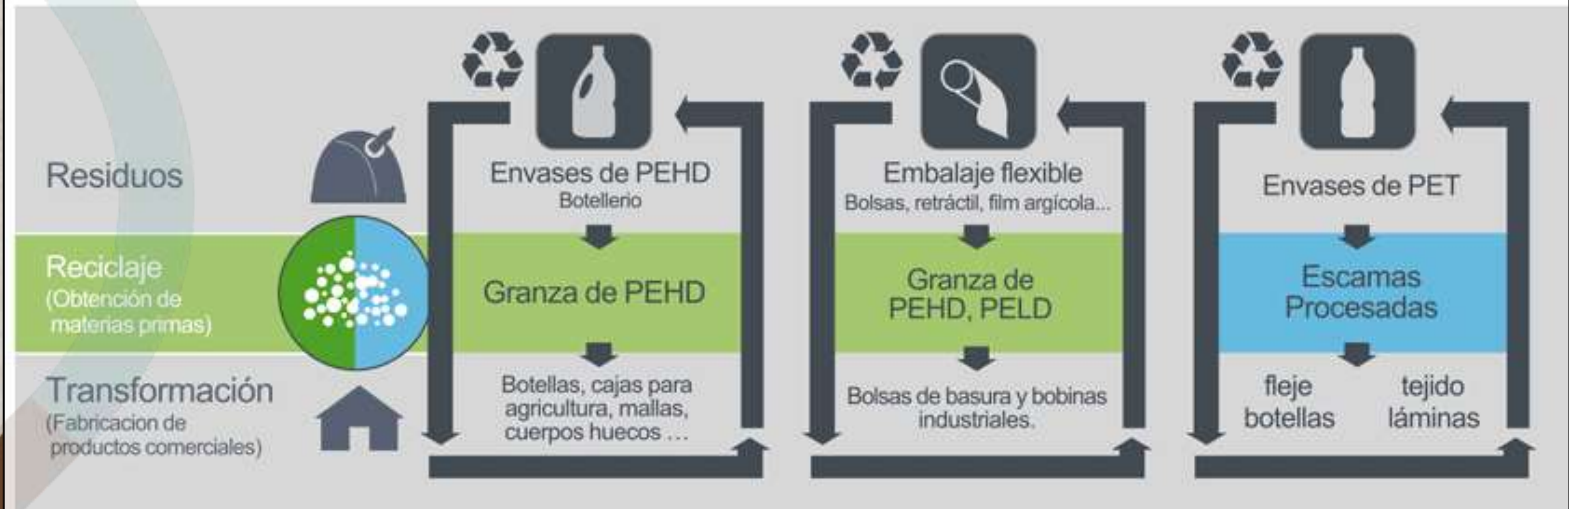 Residuos
Reciclaje
(Obtención de
materias primas)
Transformación
(Fabricacion de
productos comerciales)
Envases de PEHD
Botellerio
Granza de PEHD
Botellas, cajas para
agricultura, mallas,
cuerpos huecos ...
Embalaje flexible
Bolsas, retráctil, film argícola...
Granza de
PEHD, PELD
Bolsas de basura y bobinas
industriales.
Envases de PET
Escamas
Procesadas
fleje
botellas
tejido
láminas